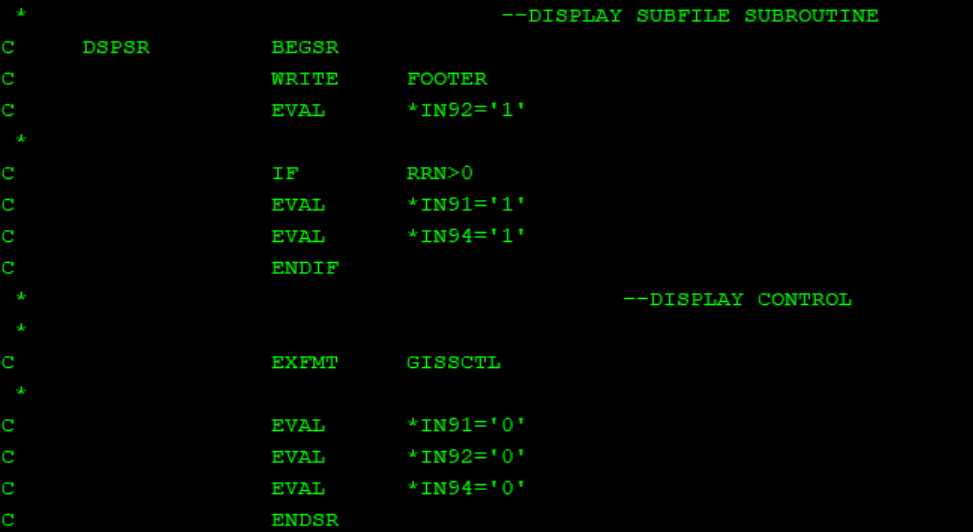 * --DISPLAY SUBFILE SUBROUTINE
C DSPSR BEGSR
C WRITE FOOTER
C EVAL *IN92='1'
*
C IF RRN>0
C EVAL *IN91='1'
C EVAL *IN94='1'
C ENDIF
* --DISPLAY CONTROL
*
C EXFMT GISSCTL
*
C EVAL *IN91='0'
C EVAL *IN92='0'
C EVAL *IN94='0'
C ENDSR